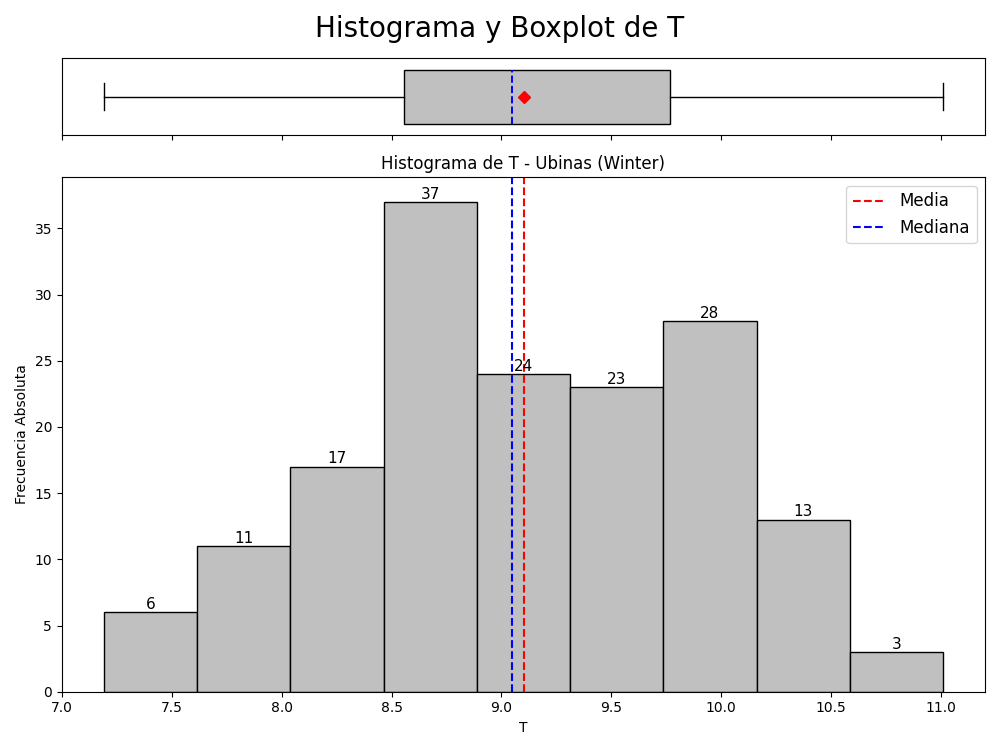 Histograma y Boxplot de T
Histograma de T - Ubinas (Winter)
Media
Mediana
Frecuencia Absoluta
35
30
25
20
15
10
5
0
6
11
17
37
24
23
28
13
3
7.0 7.5 8.0 8.5 9.0 9.5 10.0 10.5 11.0
T